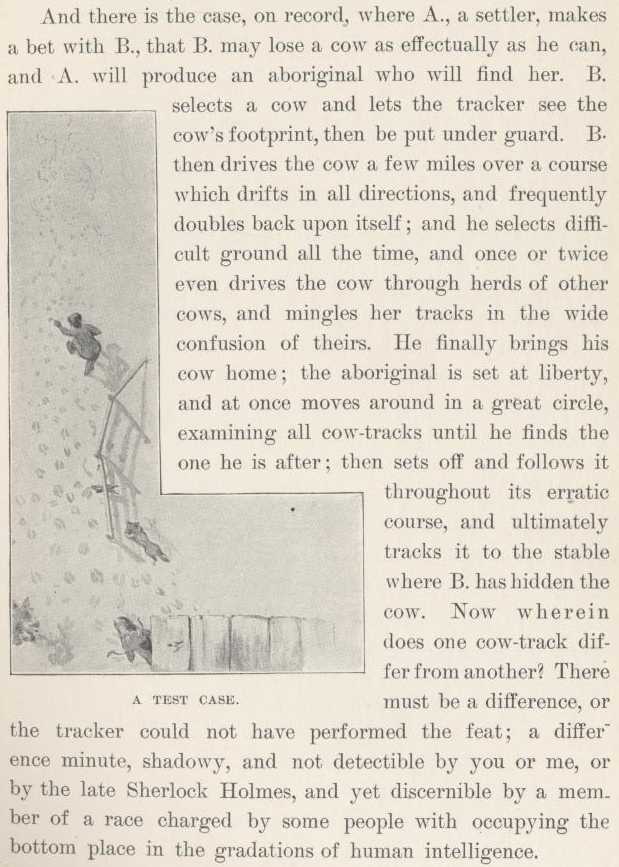 And there is the case, on record, where A., a settler, makes
a bet with B., that B. may lose a cow as effectually as he can,
and A. will produce an aboriginal who will find her. B.
selects a cow and lets the tracker see the
cow's footprint, then be put under guard. B.
then drives the cow a few miles over a course
which drifts in all directions, and frequently
doubles back upon itself; and he selects diffi-
cult ground all the time, and once or twice
even drives the cow through herds of other
cows, and mingles her tracks in the wide
confusion of theirs. He finally brings his
cow home; the aboriginal is set at liberty,
and at once moves around in a great circle,
examining all cow-tracks until he finds the
one he is after; then sets off and follows it
throughout its erratic
course, and ultimately
tracks it to the stable
where B. has hidden the
cow. Now wherein
does one cow-track dif-
fer from another? There
must be a difference, or
A TEST CASE.
the tracker could not have performed the feat; a differ-
ence minute, shadowy, and not detectible by you or me, or
by the late Sherlock Holmes, and yet discernible by a mem-
ber of a race charged by some people with occupying the
bottom place in the gradations of human intelligence.